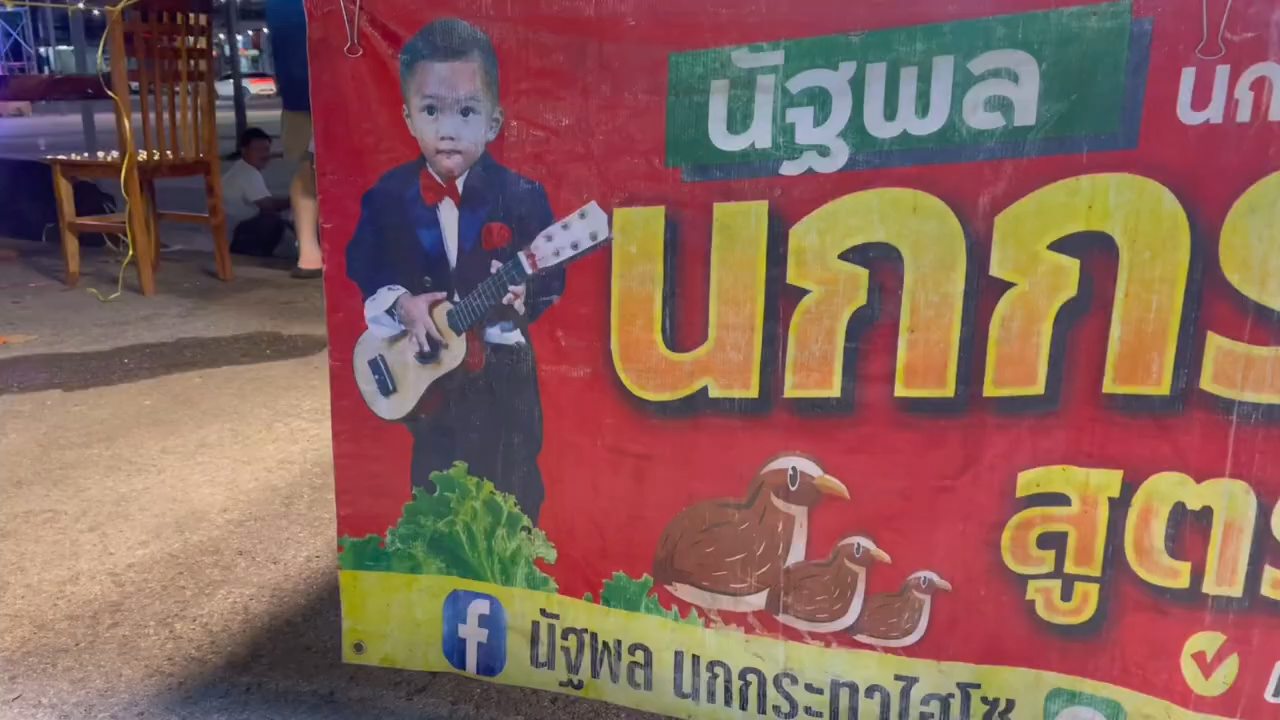 นัฐพล
นก
นกกร
สูตร
f นัฐพล นกกระทาไฮโซ